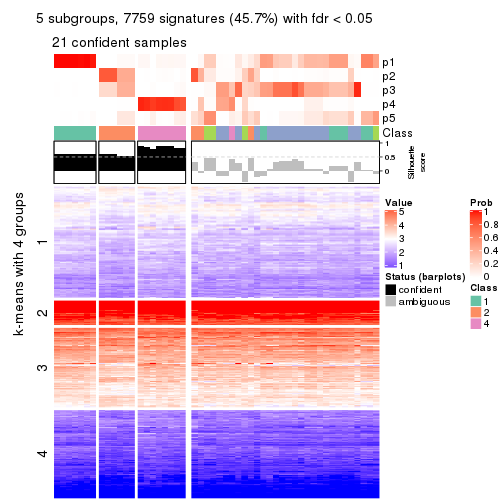 5 subgroups, 7759 signatures (45.7%) with fdr < 0.05
21 confident samples
p1
p2
p3
p4
p5
Class
1
0.5
0
Silhouette
score
k-means with 4 groups
1
2
3
4
Value
5
4
3
2
1
Status (barplots)
confident
ambiguous
Prob
1
0.8
0.6
0.4
0.2
0
Class
1
2
4